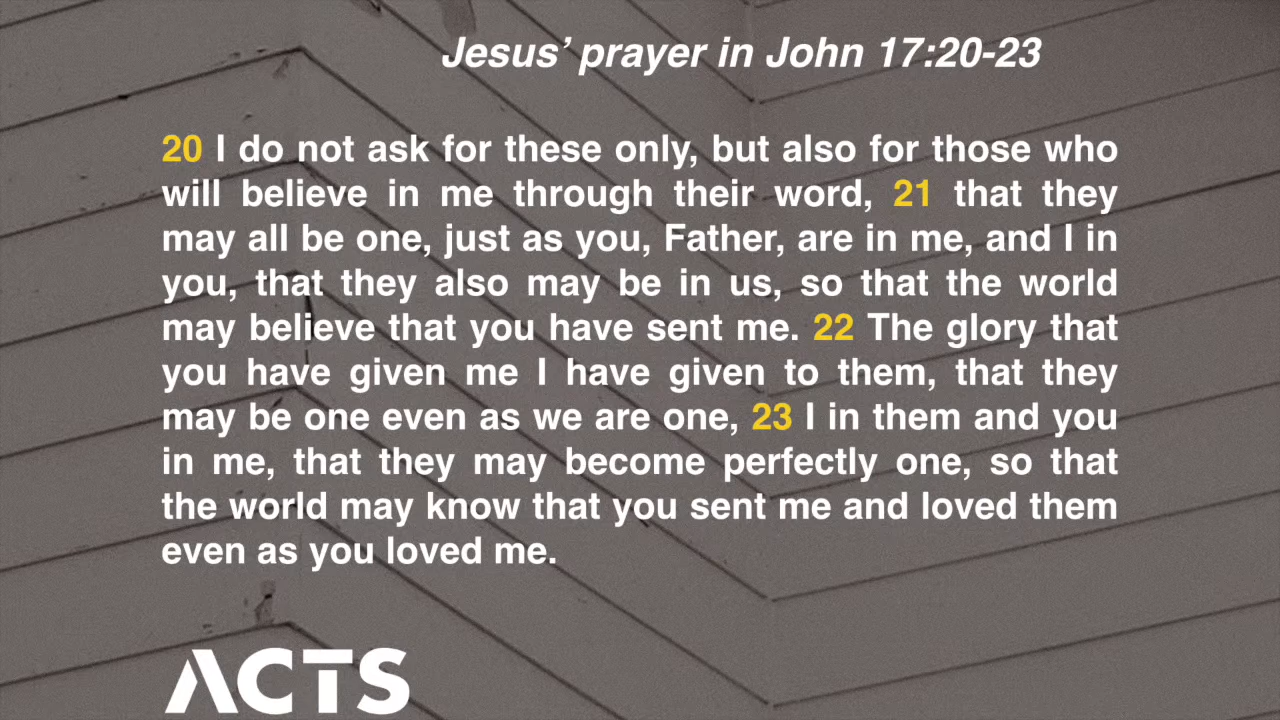 Jesus’ prayer in John 17:20-23
20 I do not ask for these only, but also for those who
will believe in me through their word, 21 that they
may all be one, just as you, Father, are in me, and I in
you, that they also may be in us, so that the world
may believe that you have sent me. 22 The glory that
you have given me I have given to them, that they
may be one even as we are one, 23 I in them and you
in me, that they may become perfectly one, so that
the world may know that you sent me and loved them
even as you loved me.
ACTS